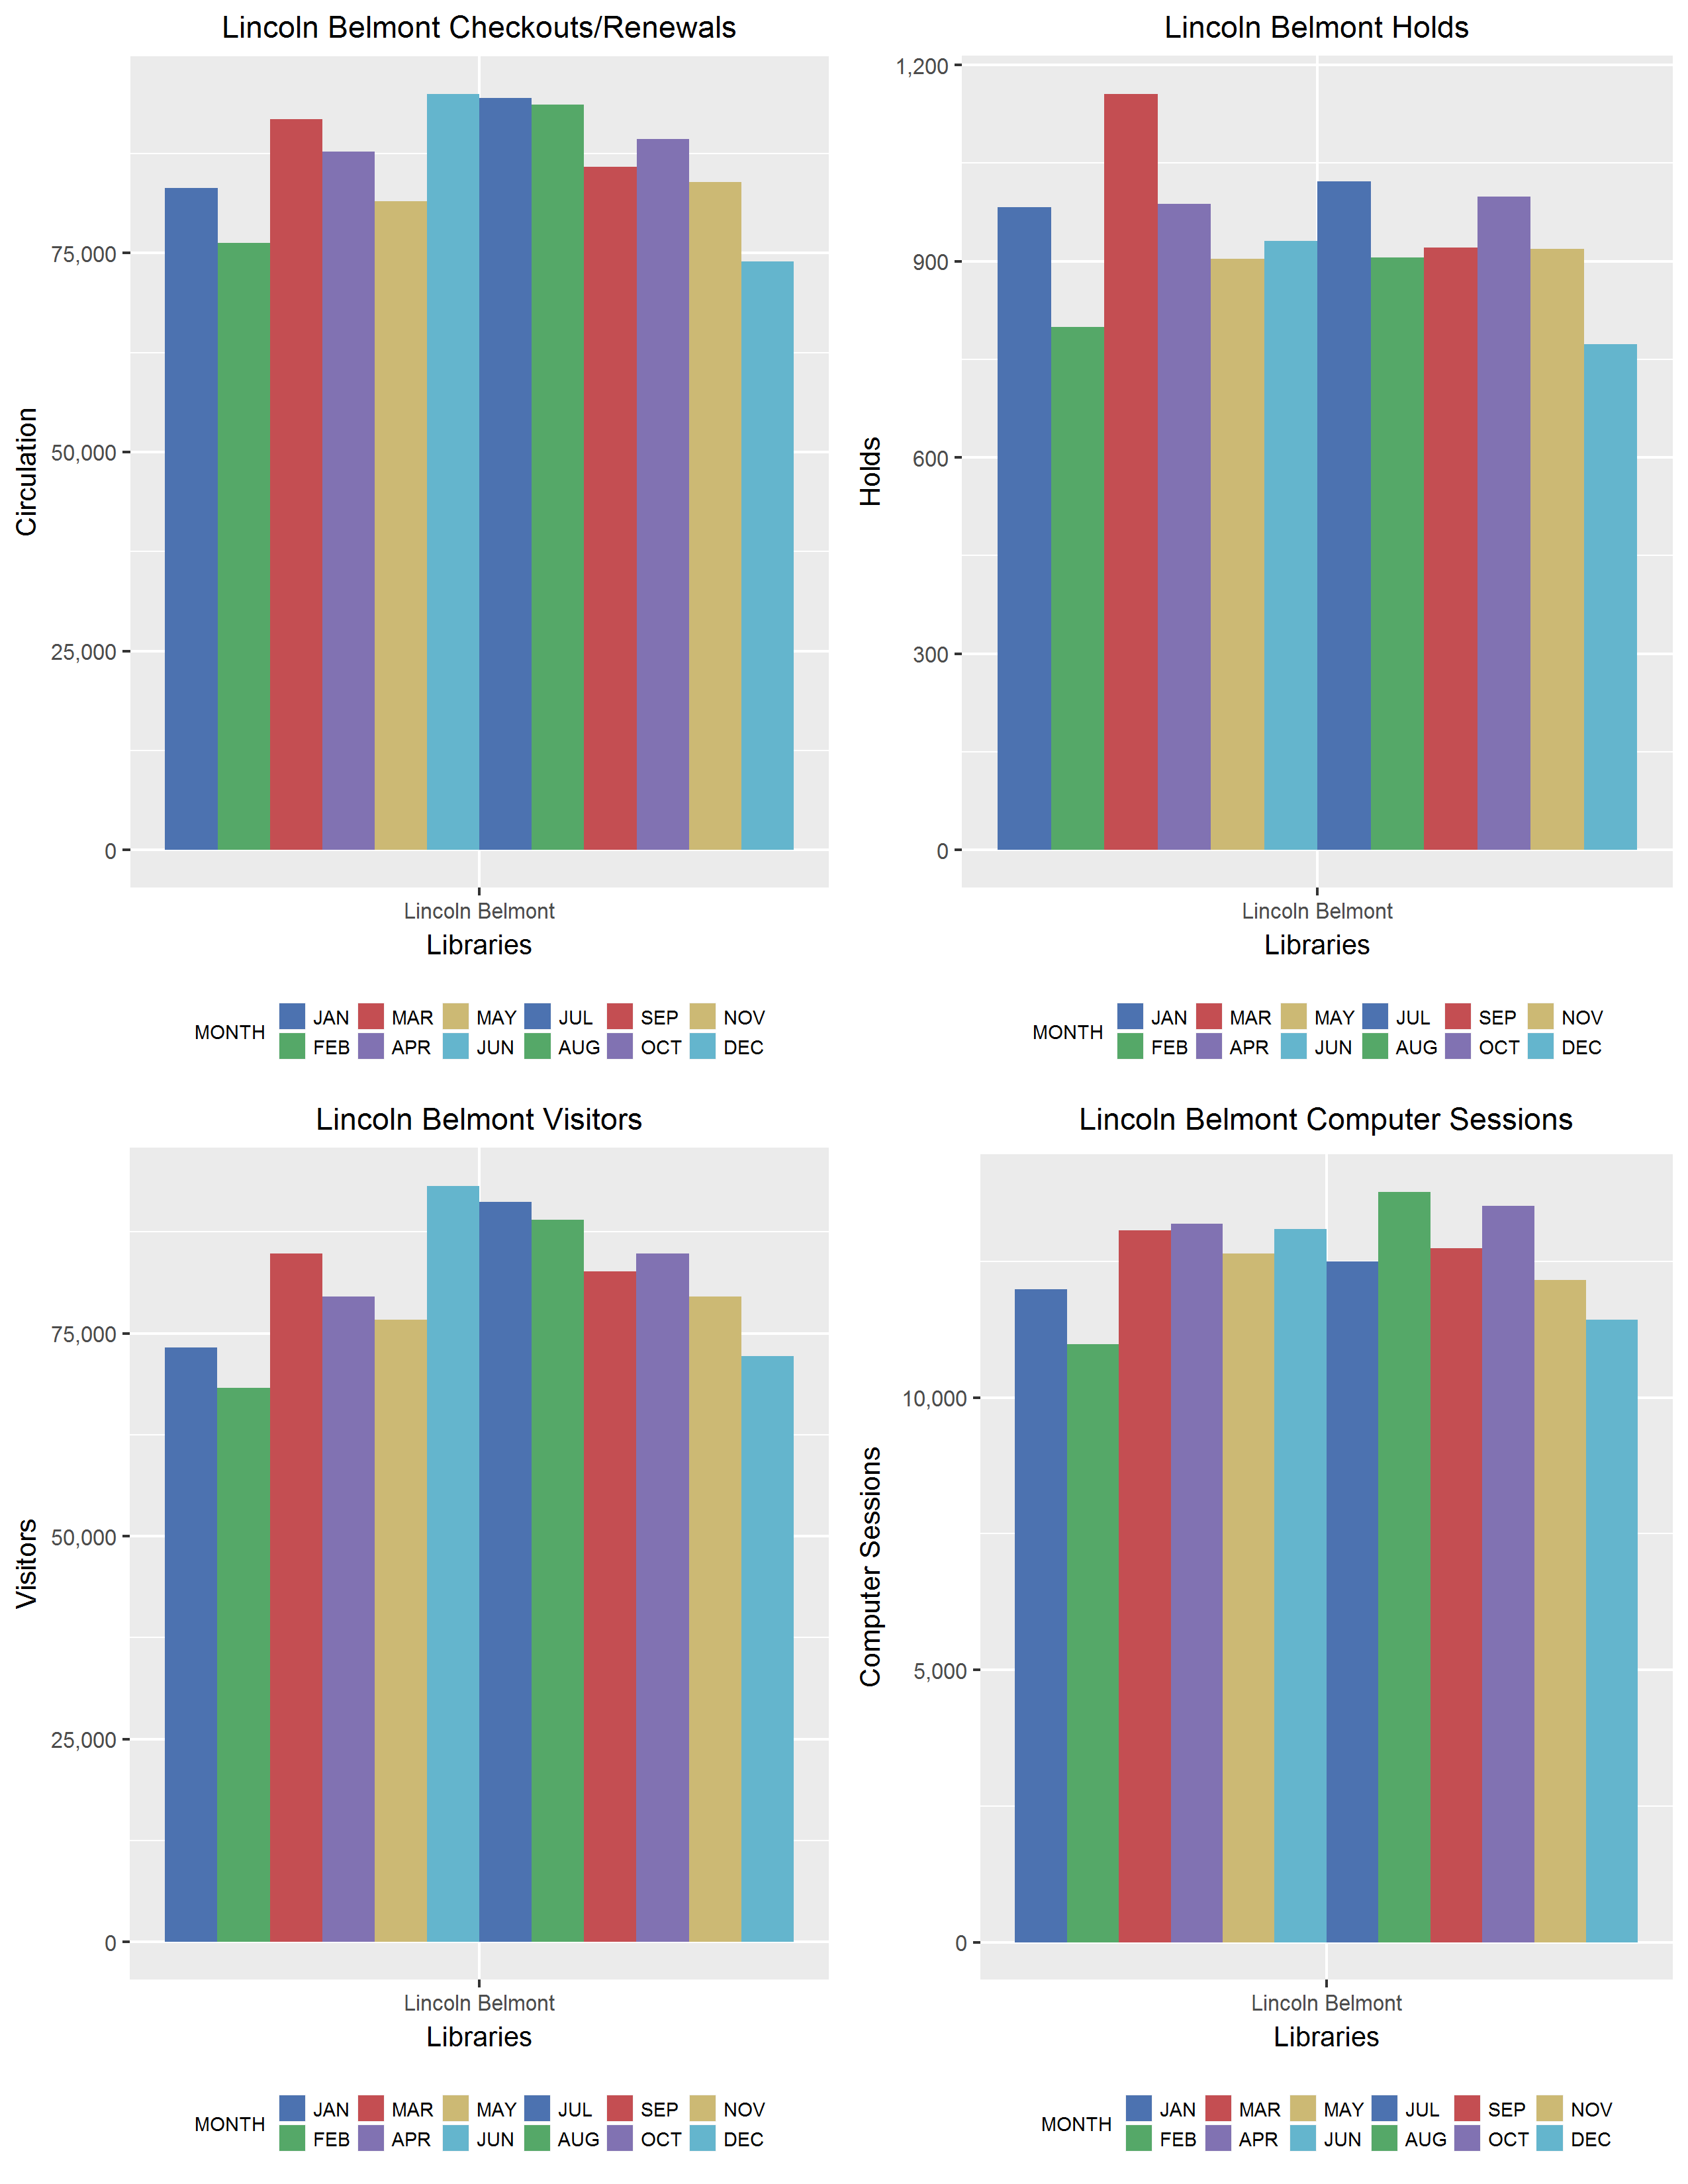 Lincoln Belmont Checkouts/Renewals
Circulation
75,000
50,000
25,000
0
Lincoln Belmont
Libraries
MONTH
JAN MAR MAY JUL SEP NOV
FEB APR JUN AUG OCT DEC
Lincoln Belmont Holds
Holds
1,200
900
600
300
0
Lincoln Belmont
Libraries
MONTH
JAN MAR MAY JUL SEP NOV
FEB APR JUN AUG OCT DEC
Lincoln Belmont Visitors
Visitors
75,000
50,000
25,000
0
Lincoln Belmont
Libraries
MONTH
JAN MAR MAY JUL SEP NOV
FEB APR JUN AUG OCT DEC
Lincoln Belmont Computer Sessions
Computer Sessions
10,000
5,000
0
Lincoln Belmont
Libraries
MONTH
JAN MAR MAY JUL SEP NOV
FEB APR JUN AUG OCT DEC